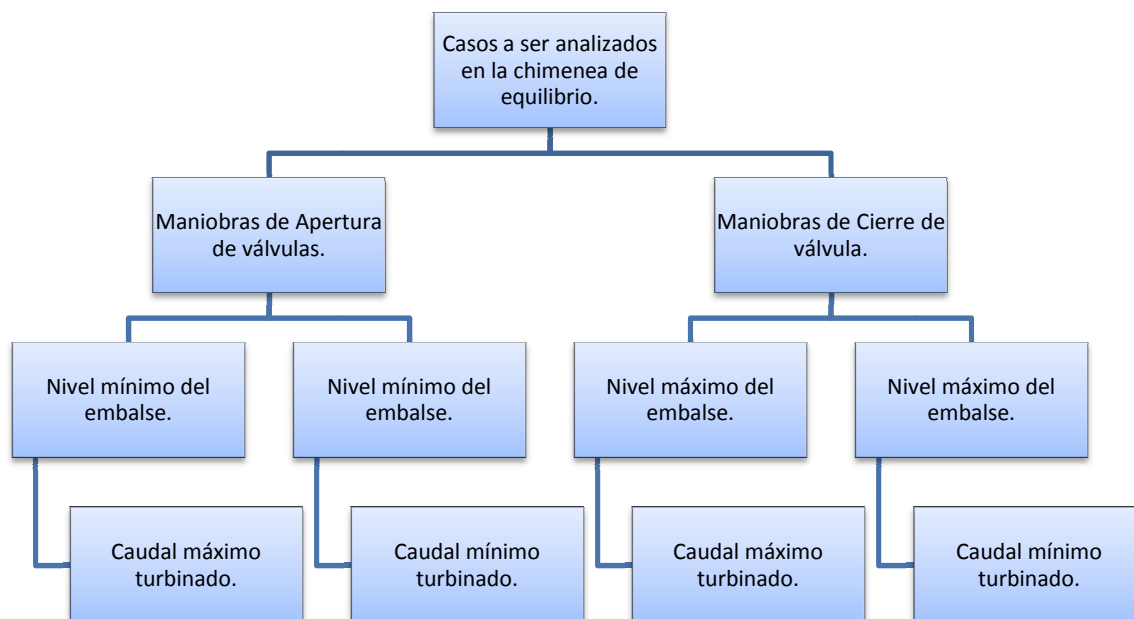 Casos a ser analizados
en la chimenea de
equilibrio.
Maniobras de Apertura
de válvulas.
Maniobras de Cierre de
válvula.
Nivel mínimo del
embalse.
Nivel mínimo del
embalse.
Nivel máximo del
embalse.
Nivel máximo del
embalse.
Caudal máximo
turbinado.
Caudal mínimo
turbinado.
Caudal máximo
turbinado.
Caudal mínimo
turbinado.